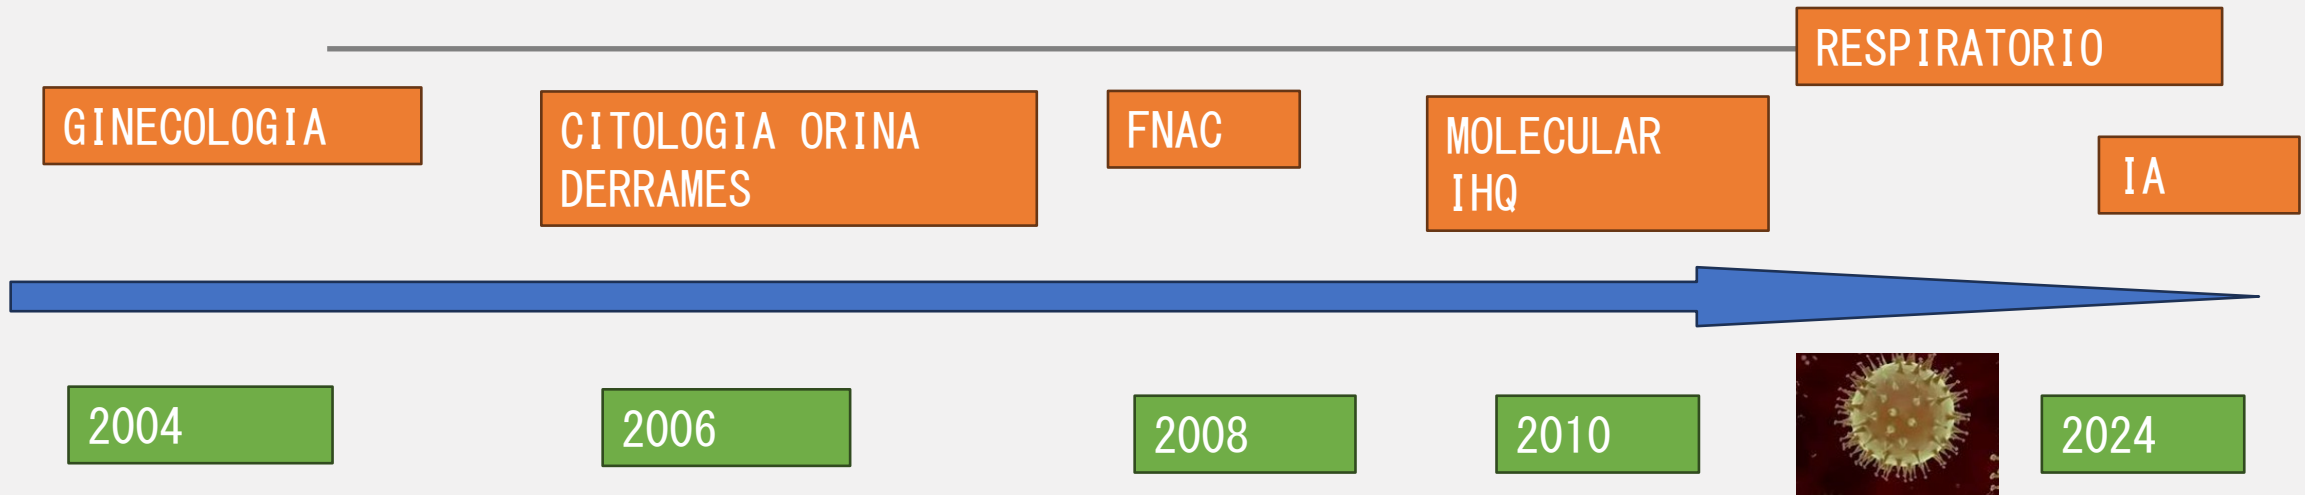 RESPIRATORIO
GINECOLOGIA
CITOLOGIA ORINA
DERRAMES
FNAC
MOLECULAR
IHQ
IA
2004
2006
2008
2010
2024